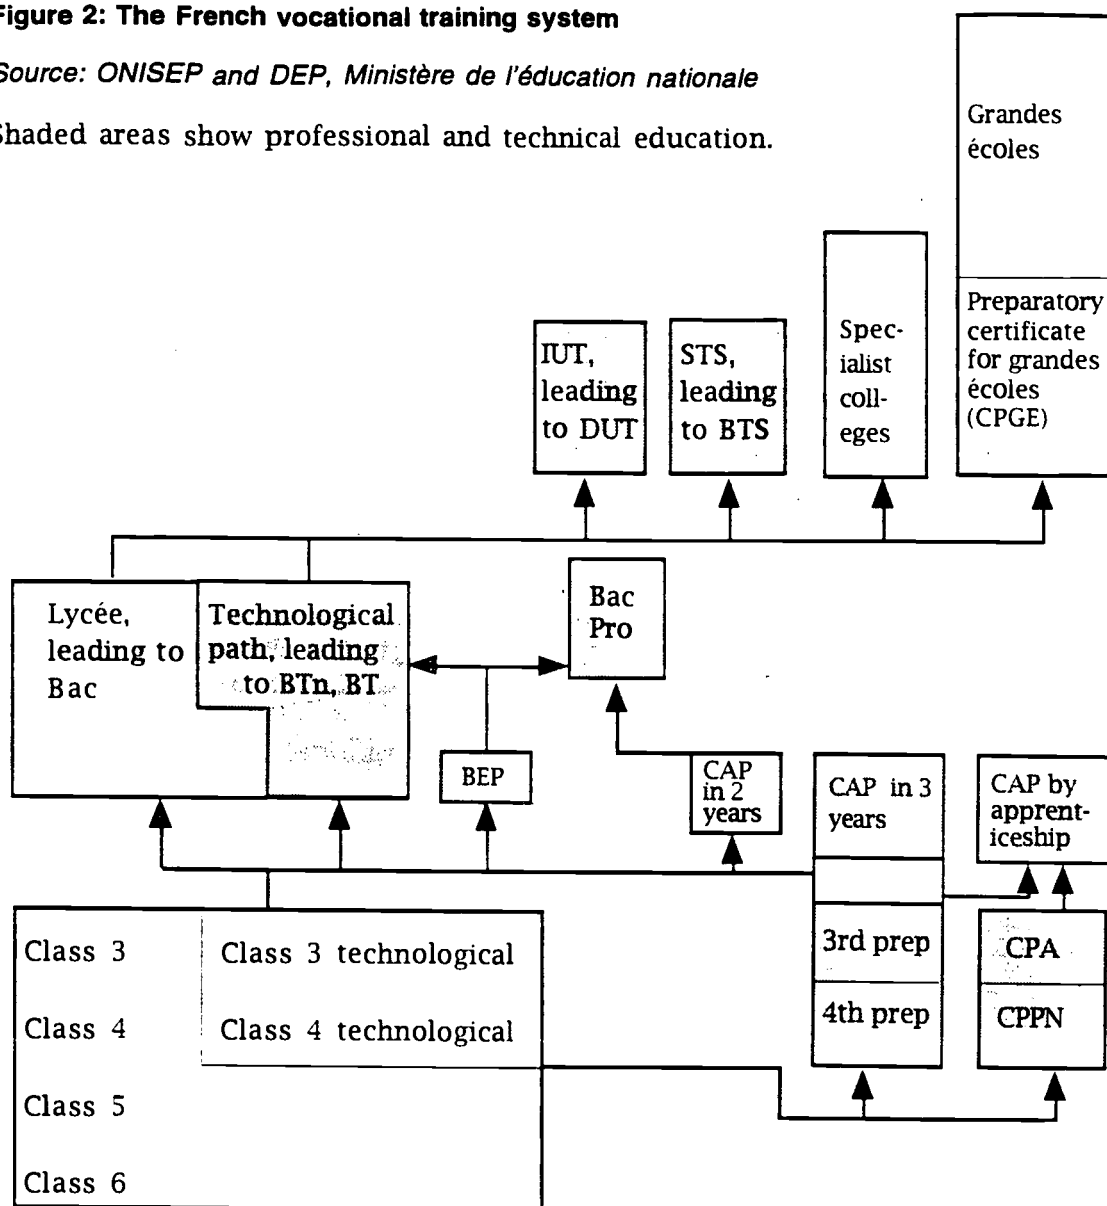 Figure 2: The French vocational training system
Source: ONISEP and DEP, Ministère de l'éducation nationale
Shaded areas show professional and technical education.
Grandes
écoles
Preparatory
certificate
for grandes
écoles
(CPGE)
Spec-
ialist
coll-
eges
STS,
leading
to BTS
IUT,
leading
to DUT
Lycée,
leading to
Bac
Technological
path, leading
to BTn, BT
Bac
Pro
BEP
CAP
in 2
years
CAP in 3
years
CAP by
apprent-
iceship
Class 3
Class 3 technological
3rd prep
CPA
Class 4
Class 4 technological
4th prep
CPPN
Class 5
Class 6